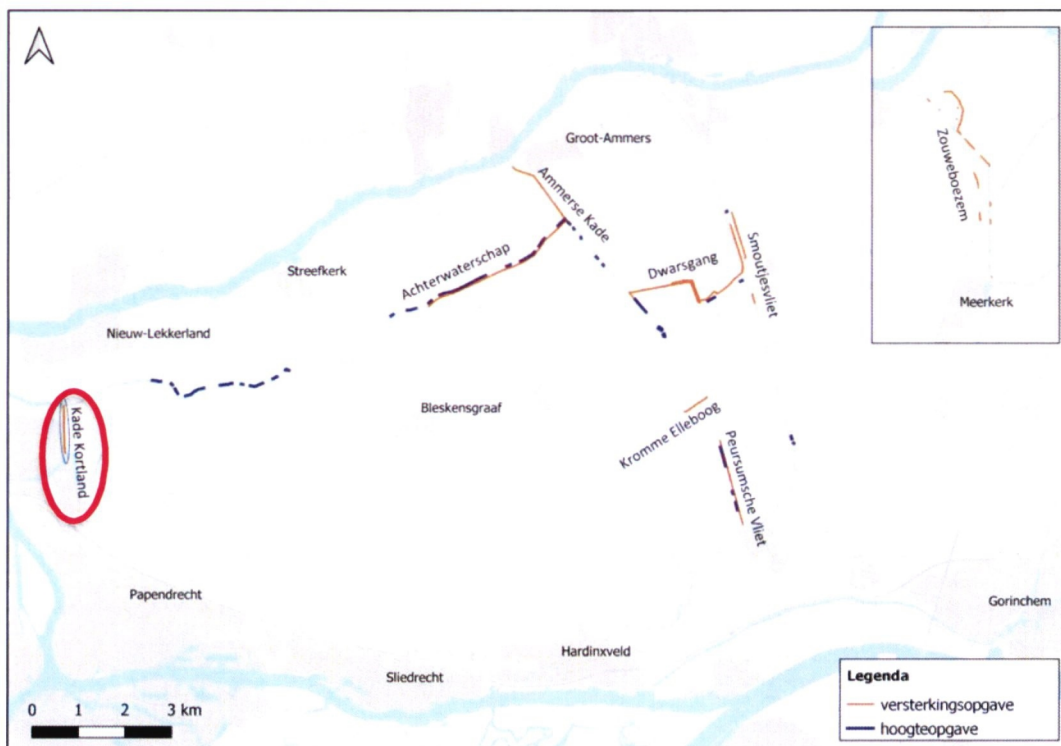 Groot-Ammers
Ammerse Kade
Zouweboezem
Achterwaterschap
Streefkerk
Dwarsgang
Smoutjesvliet
Meerkerk
Nieuw-Lekkerland
Kade Kortland
Bleskensgraaf
Kromme Elleboog
Peursumsche Vliet
Papendrecht
Gorinchem
Hardinxveld
Sliedrecht
0 1 2 3 km
Legenda
versterkingsopgave
hoogteopgave